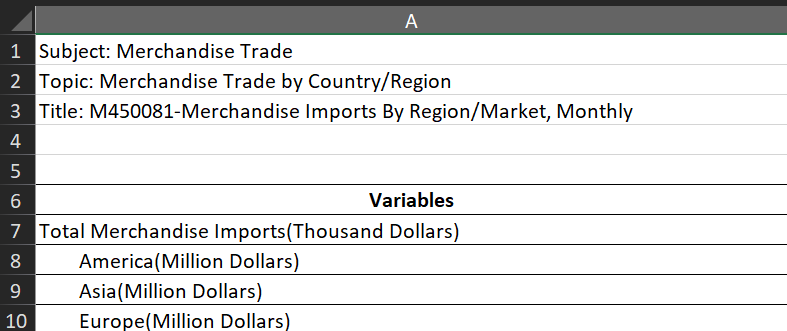 A
1 Subject: Merchandise Trade
2 Topic: Merchandise Trade by Country/Region
3 Title: M450081-Merchandise Imports By Region/Market, Monthly
4
5
6 Variables
7 Total Merchandise Imports(Thousand Dollars)
8 America(Million Dollars)
9 Asia(Million Dollars)
10 Europe(Million Dollars)